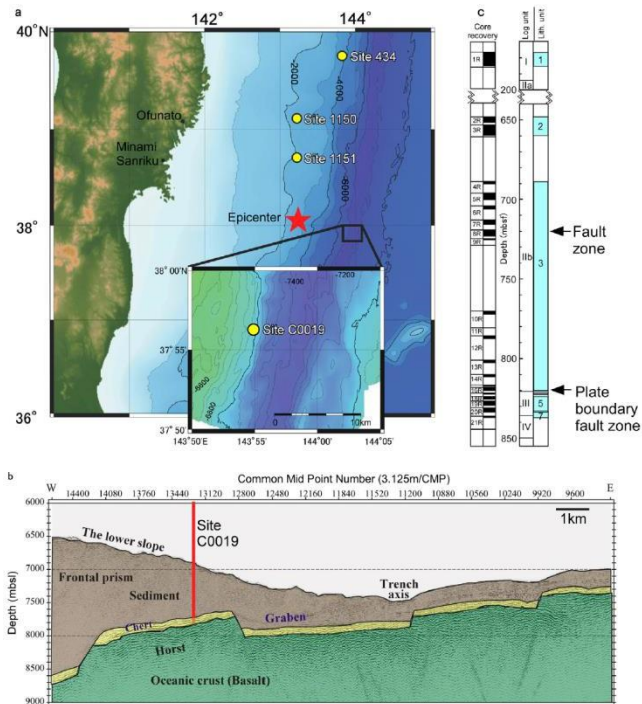 a
142°
144°
40°
38°
36°
Site 434
Site 1150
Site 1151
Ofunato
Minami
Sanriku
Epicenter
-2000
-4000
-6000
38° 00'N
37° 55'
37° 50'
-7400
-7200
Site C0019
-6800
-6600
0 10km
143°50'E 143°55' 144°00' 144°05'
c
Core
recovery
Log unit
Lith. unit
1R
I
1
IIa
200
2R
3R
650
2
4R
5R
6R
7R
8R
9R
700
Depth (mbsf)
IIb
3
750
10R
11R
12R
13R
14R
800
III
5
7
21R
IV
850
Fault
zone
Plate
boundary
fault zone
b
Common Mid Point Number (3.125m/CMP)
W
14400 14080 13760 13440 13120 12800 12480 12160 11840 11520 11200 10880 10560 10240 9920 9600
E
Depth (mbsl)
6000
6500
7000
7500
8000
8500
9000
1km
The lower slope
Site
C0019
Frontal prism
Sediment
Trench
axis
Chert
Graben
Horst
Oceanic crust (Basalt)